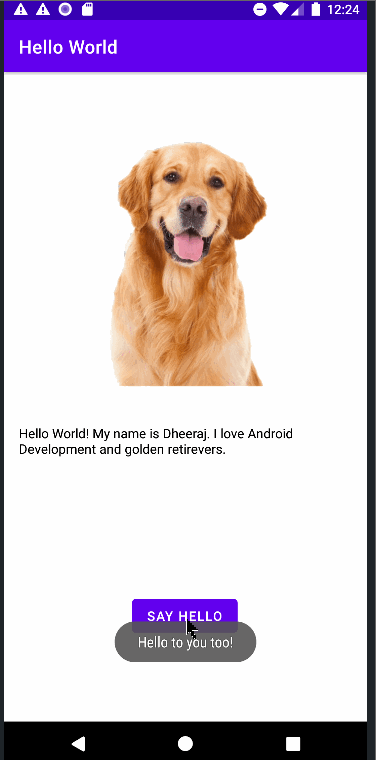 12:24
Hello World
Hello World! My name is Dheeraj. I love Android
Development and golden retirevers.
SAY HELLO
Hello to you too!